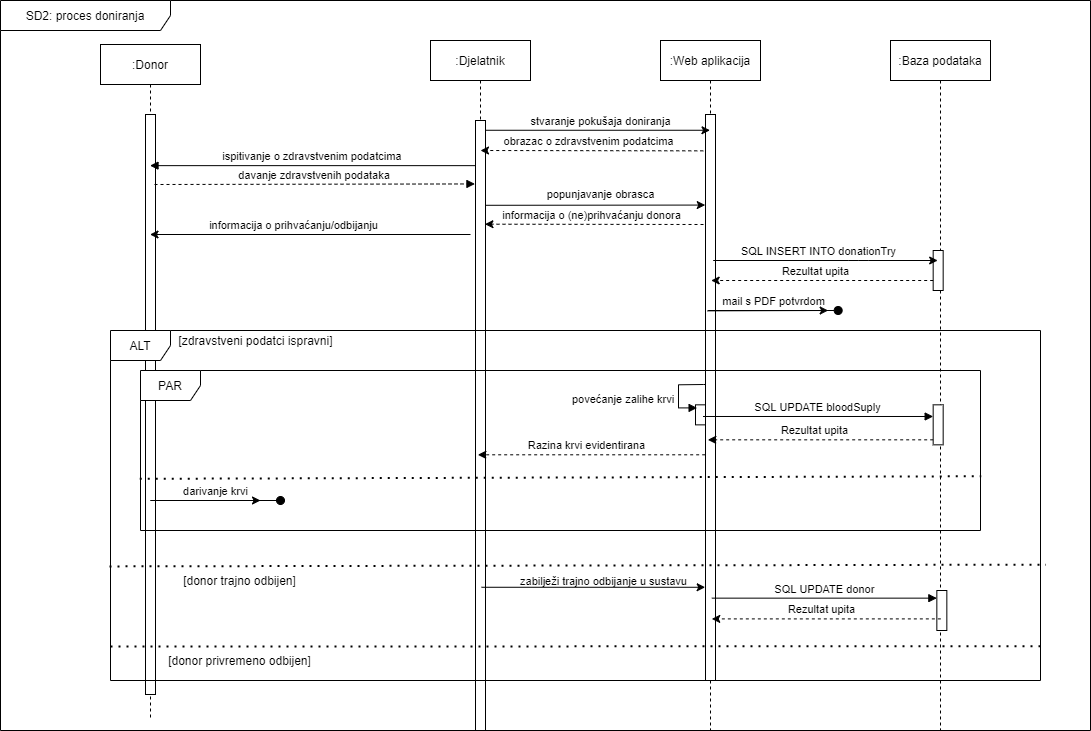 SD2: proces doniranja
:Donor
:Djelatnik
:Web aplikacija
:Baza podataka
stvaranje pokušaja doniranja
obrazac o zdravstvenim podatcima
ispitivanje o zdravstvenim podatcima
davanje zdravstvenih podataka
popunjavanje obrasca
informacija o (ne)prihvaćanju donora
informacija o prihvaćanju/odbijanju
SQL INSERT INTO donationTry
Rezultat upita
mail s PDF potvrdom
ALT
[zdravstveni podatci ispravni]
PAR
povećanje zalihe krvi
SQL UPDATE bloodSuply
Rezultat upita
Razina krvi evidentirana
darivanje krvi
[donor trajno odbijen]
zabilježi trajno odbijanje u sustavu
SQL UPDATE donor
Rezultat upita
[donor privremeno odbijen]